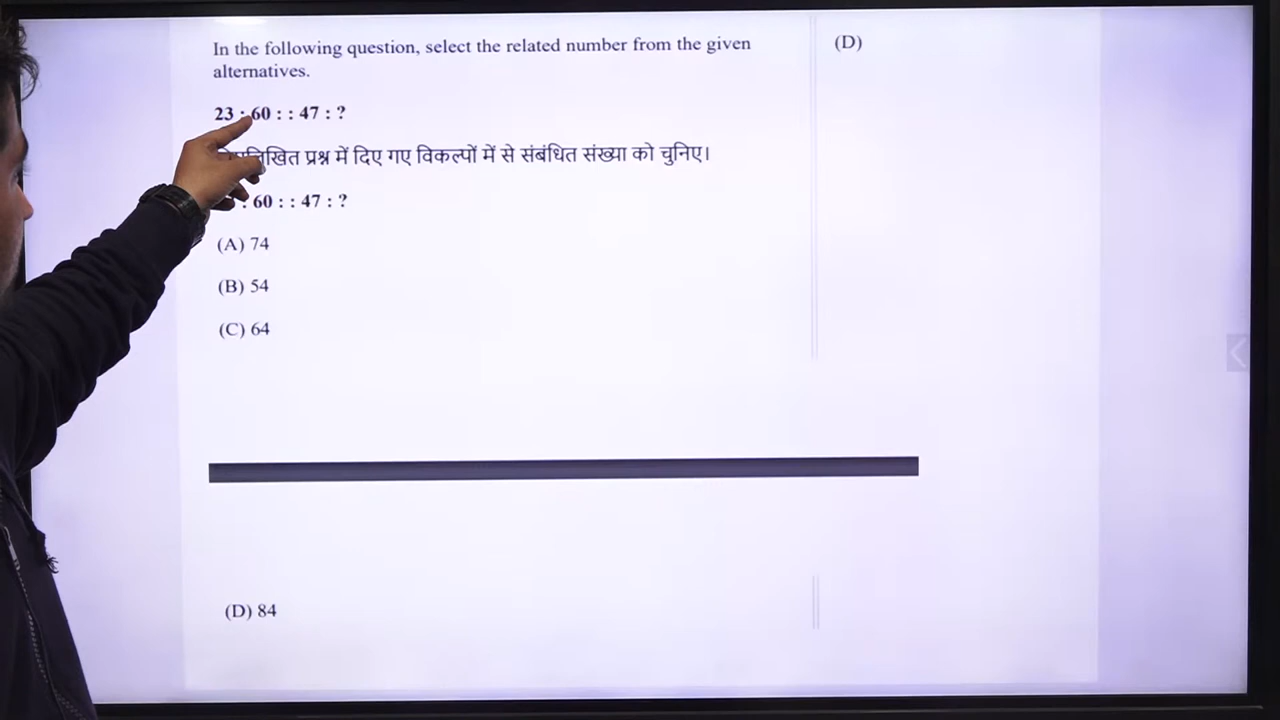 In the following question, select the related number from the given
alternatives.
23 : 60 : : 47 : ?
प्रश्न में दिए गए विकल्पों में से संबंधित संख्या को चुनिए।
: 60 : : 47 : ?
(A) 74
(B) 54
(C) 64
(D) 84
(D)